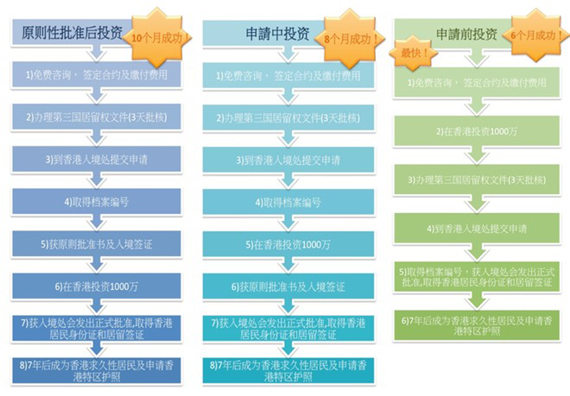 原则性批准后投资
10个月成功！
1)免费咨询， 签定合约及缴付费用
2)办理第三国居留权文件(3天批核)
3)到香港入境处提交申请
4)取得档案编号
5)获原则批准书及入境签证
6)在香港投资1000万
7)获入境处会发出正式批准,取得香港
居民身份证和居留签证
8)7年后成为香港求久性居民及申请香
港特区护照
申請中投资
8个月成功！
1)免费咨询， 签定合约及缴付费用
2)办理第三国居留权文件(3天批核)
3)到香港入境处提交申请
4)取得档案编号
5)在香港投资1000万
6)获原则批准书及入境签证
7)获入境处会发出正式批准,取得香港
居民身份证和居留签证
8)7年后成为香港求久性居民及申请香
港特区护照
申請前投资
最快！
6个月成功！
1)免费咨询， 签定合约及缴付费用
2)在香港投资1000万
3)办理第三国居留权文件(3天批核)
4)到香港入境处提交申请
5)取得档案编号，获入境处会发出正式
批准,取得香港居民身份证和居留签证
6)7年后成为香港求久性居民及申请香
港特区护照